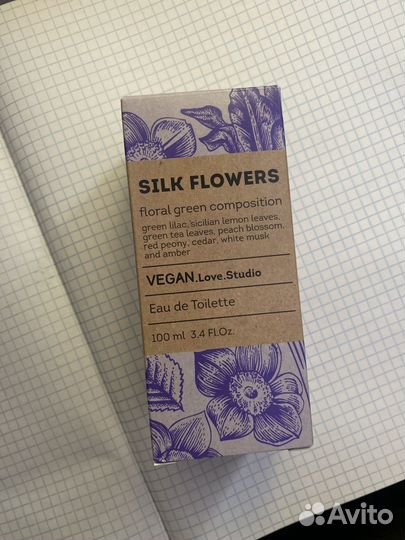 SILK FLOWERS
floral green composition
green lilac, sicilian lemon leaves,
green tea leaves, peach blossom,
red peony, cedar, white musk
and amber
VEGAN.Love.Studio
Eau de Toilette
100 ml 3.4 Fl.Oz.
Avito